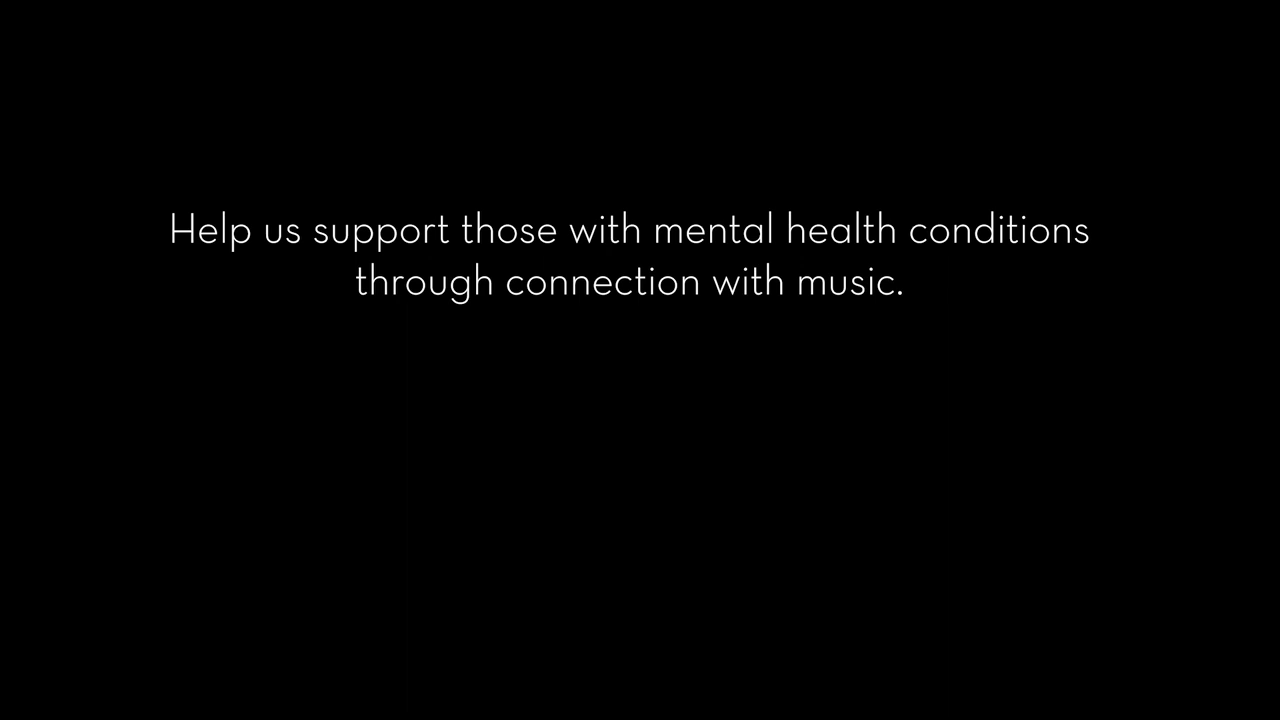 Help us support those with mental health conditions
through connection with music.